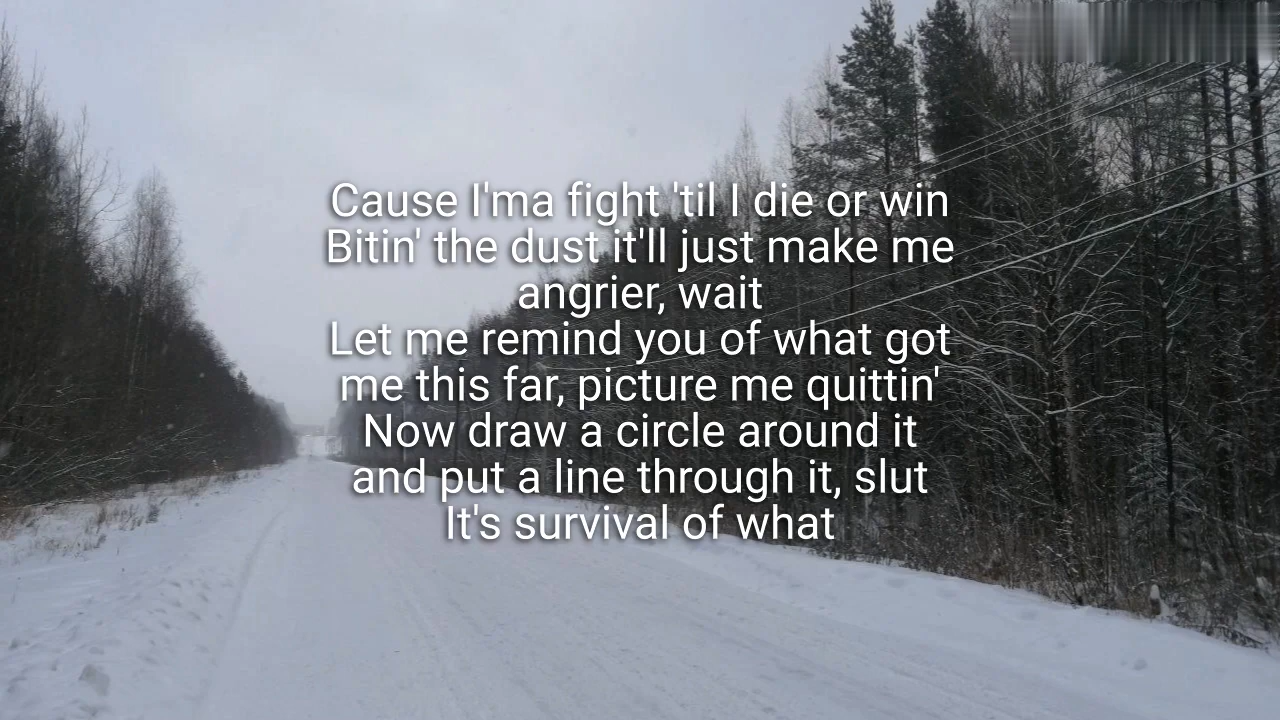 Cause I'ma fight 'til I die or win
Bitin' the dust it'll just make me
angrier, wait
Let me remind you of what got
me this far, picture me quittin'
Now draw a circle around it
and put a line through it, slut
It's survival of what